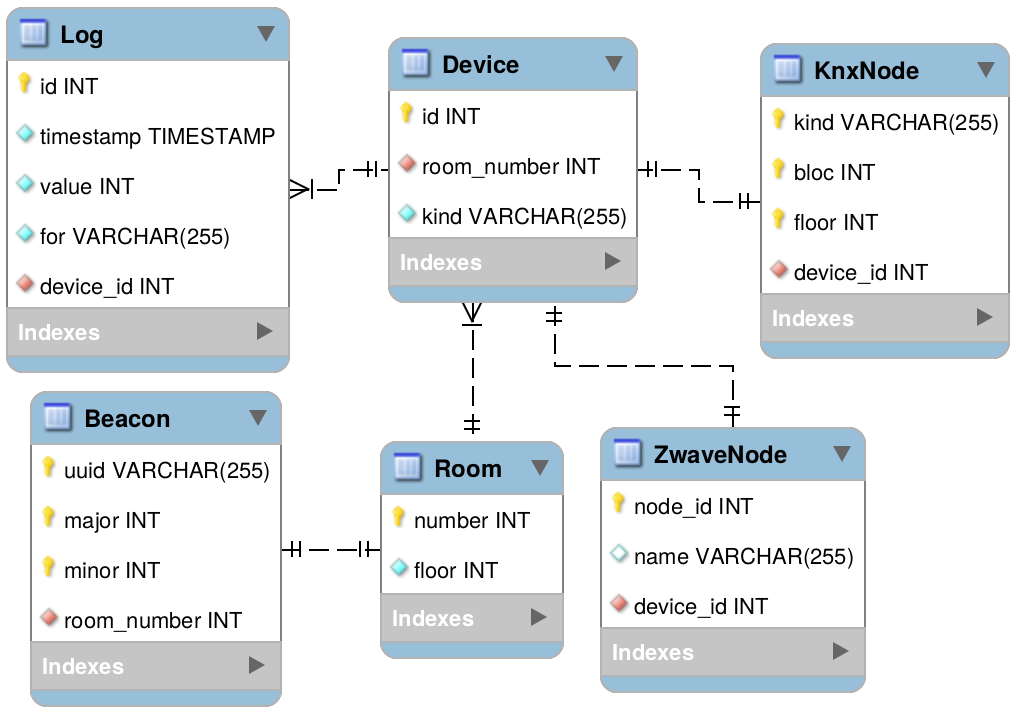 Log
id INT
timestamp TIMESTAMP
value INT
for VARCHAR(255)
device_id INT
Indexes
Device
id INT
room_number INT
kind VARCHAR(255)
Indexes
KnxNode
kind VARCHAR(255)
bloc INT
floor INT
device_id INT
Indexes
Beacon
uuid VARCHAR(255)
major INT
minor INT
room_number INT
Indexes
Room
number INT
floor INT
Indexes
ZwaveNode
node_id INT
name VARCHAR(255)
device_id INT
Indexes